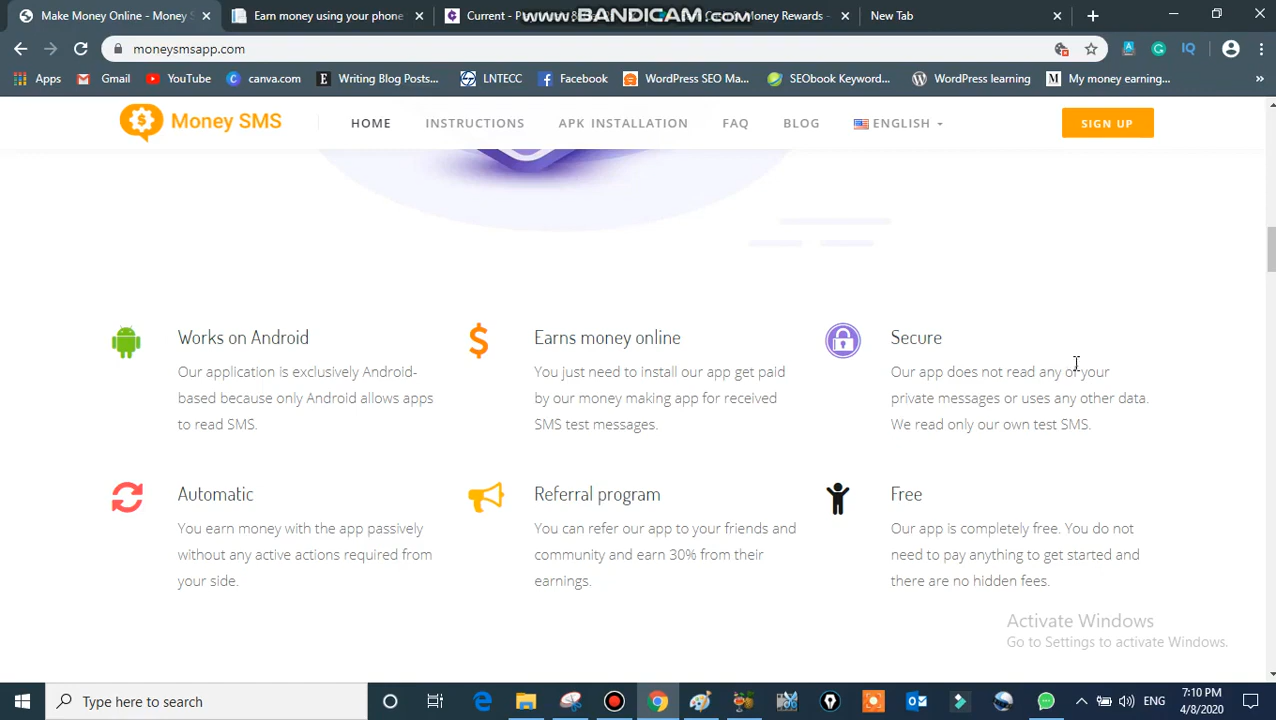 www.BANDICAM.com
Make Money Online - Money S
Earn money using your phone
Current - P
Money Rewards -
New Tab
moneysmsapp.com
Apps
Gmail
YouTube
canva.com
Writing Blog Posts...
LNTECC
Facebook
WordPress SEO Ma...
SEObook Keyword...
WordPress learning
My money earning...
Money SMS
HOME
INSTRUCTIONS
APK INSTALLATION
FAQ
BLOG
ENGLISH
SIGN UP
Works on Android
Our application is exclusively Android-
based because only Android allows apps
to read SMS.
Earns money online
You just need to install our app get paid
by our money making app for received
SMS test messages.
Secure
Our app does not read any of your
private messages or uses any other data.
We read only our own test SMS.
Automatic
You earn money with the app passively
without any active actions required from
your side.
Referral program
You can refer our app to your friends and
community and earn 30% from their
earnings.
Free
Our app is completely free. You do not
need to pay anything to get started and
there are no hidden fees.
Activate Windows
Go to Settings to activate Windows.
Type here to search
ENG
7:10 PM
4/8/2020